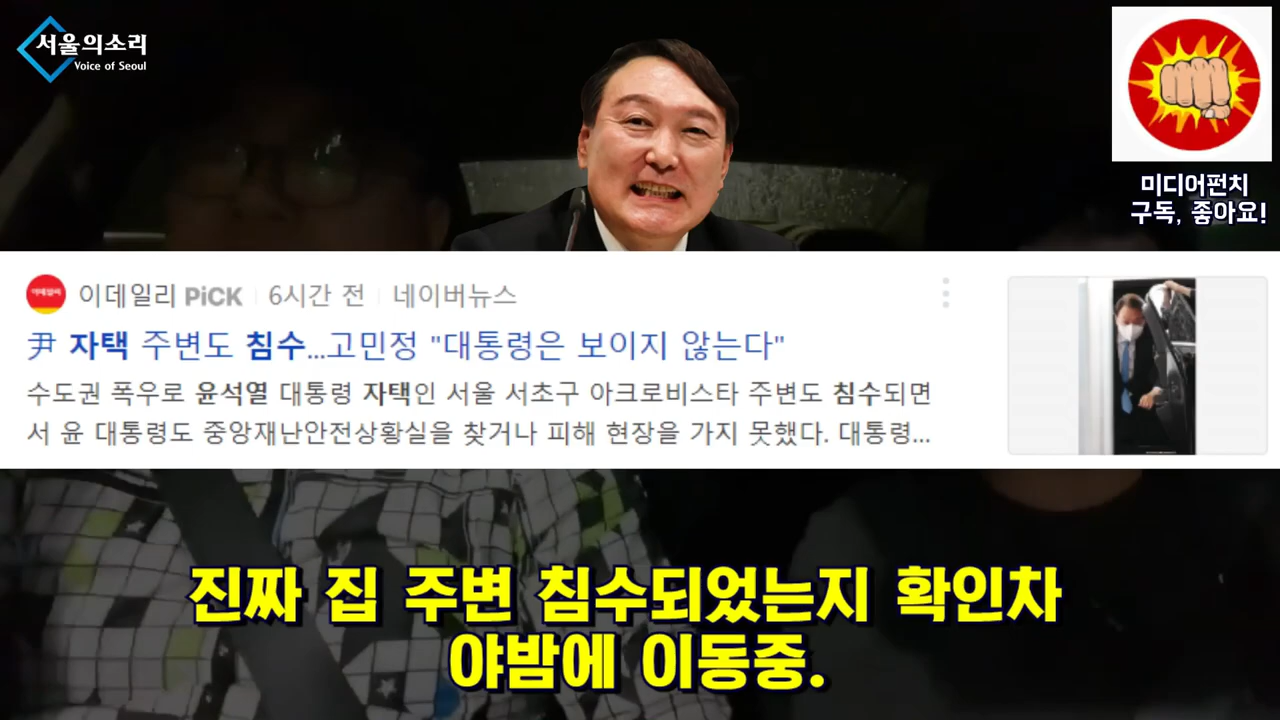 서울의소리
Voice of Seoul
미디어펀치
구독, 좋아요!
이데일리
이데일리 PiCK 6시간 전 네이버뉴스
尹 자택 주변도 침수...고민정 "대통령은 보이지 않는다"
수도권 폭우로 윤석열 대통령 자택인 서울 서초구 아크로비스타 주변도 침수되면
서 윤 대통령도 중앙재난안전상황실을 찾거나 피해 현장을 가지 못했다. 대통령...
진짜 집 주변 침수되었는지 확인차
야밤에 이동중.